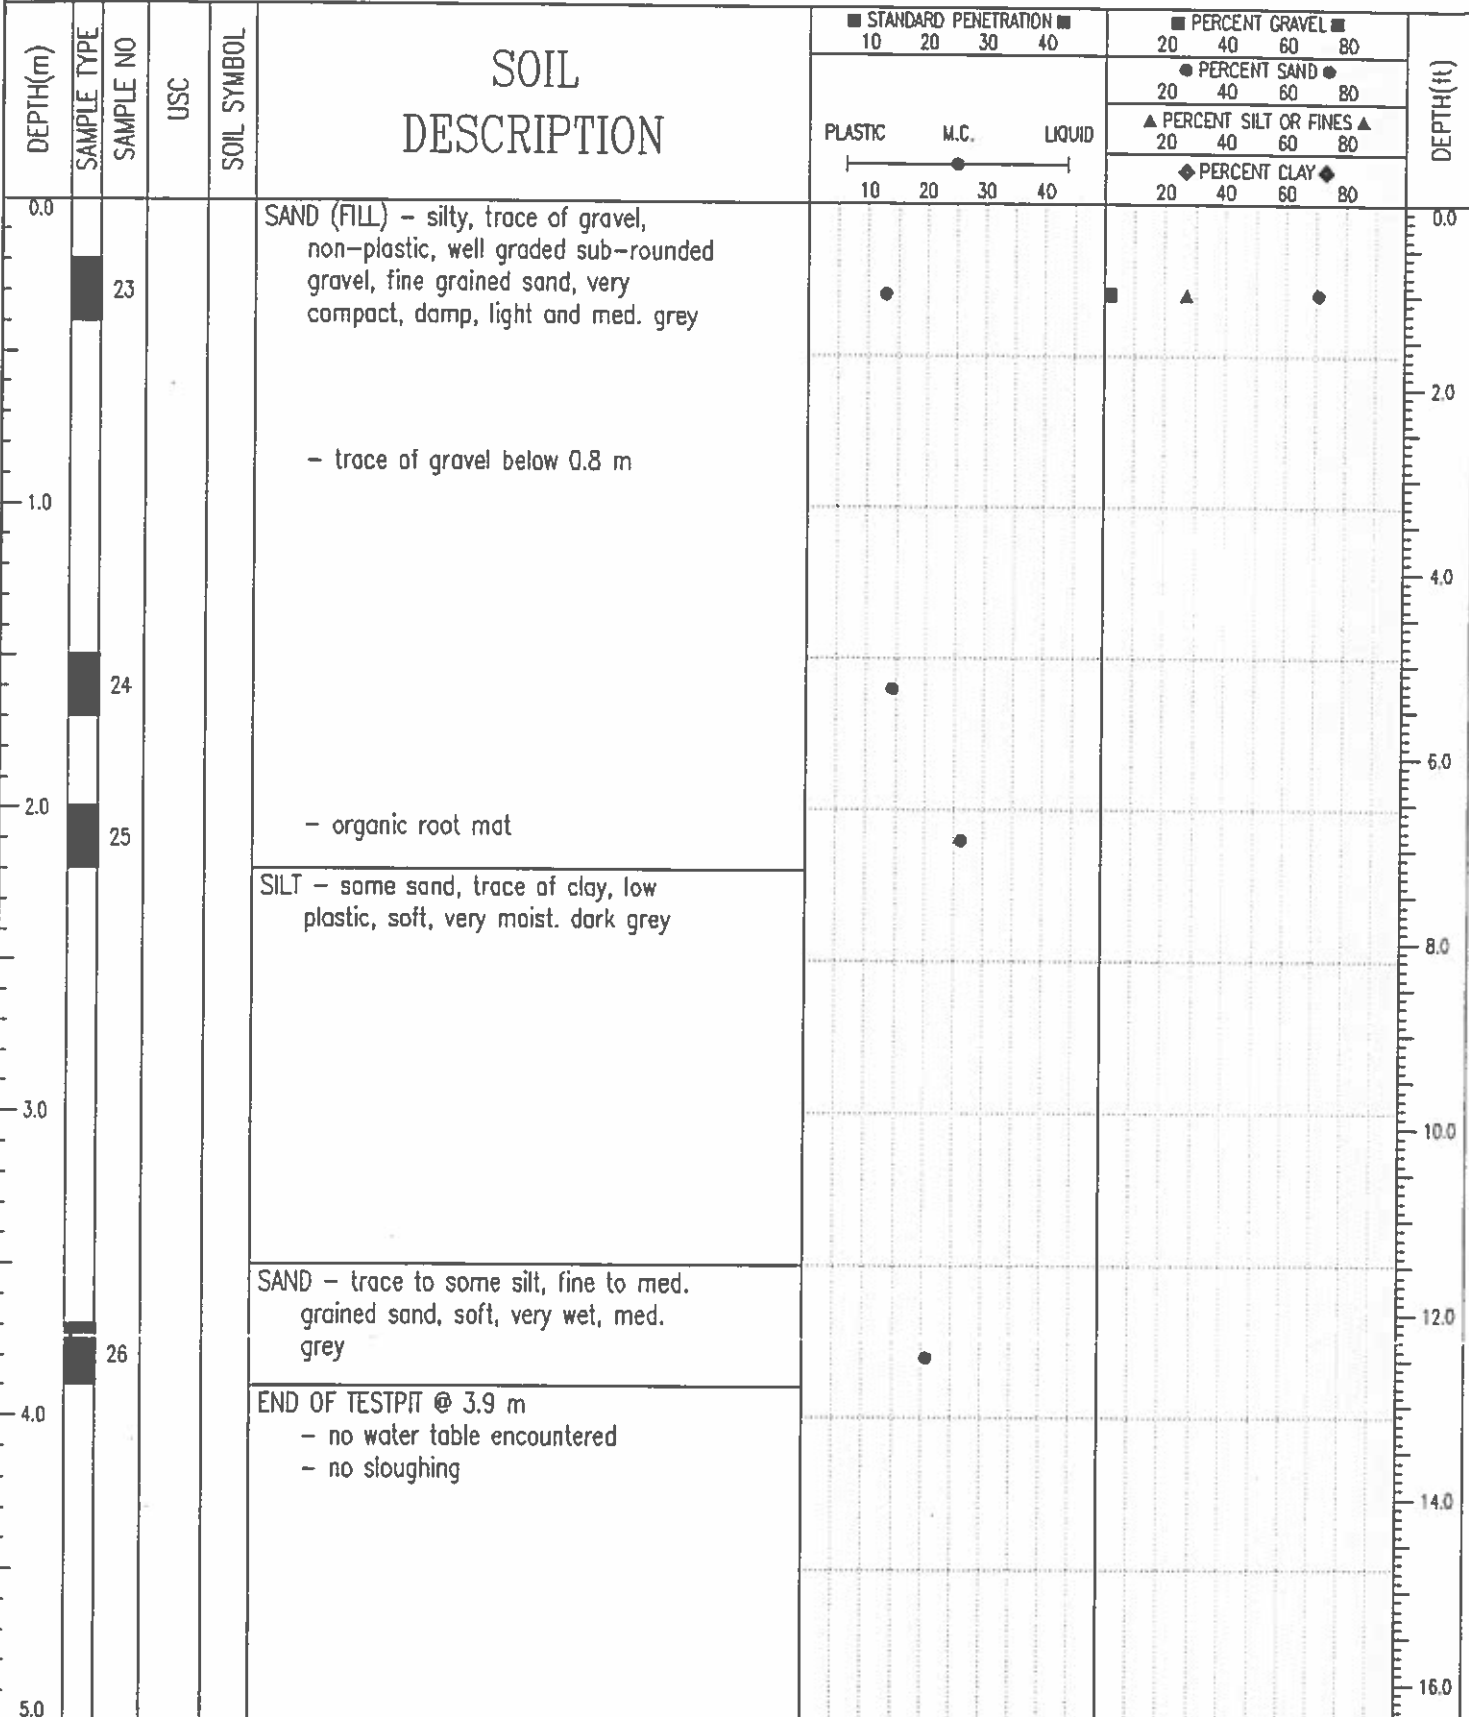 DEPTH(m)
SAMPLE TYPE
SAMPLE NO
USC
SOIL SYMBOL
SOIL
DESCRIPTION
■ STANDARD PENETRATION ■
10 20 30 40
PLASTIC M.C. LIQUID
10 20 30 40
■ PERCENT GRAVEL ■
20 40 60 80
● PERCENT SAND ●
20 40 60 80
▲ PERCENT SILT OR FINES ▲
20 40 60 80
◆ PERCENT CLAY ◆
20 40 60 80
DEPTH(ft)
0.0
SAND (FILL) – silty, trace of gravel,
0.0
non-plastic, well graded sub-rounded
23
gravel, fine grained sand, very
compact, damp, light and med. grey
2.0
– trace of gravel below 0.8 m
1.0
4.0
24
6.0
2.0
25
– organic root mat
SILT – some sand, trace of clay, low
plastic, soft, very moist. dark grey
8.0
3.0
10.0
SAND – trace to some silt, fine to med.
grained sand, soft, very wet, med.
12.0
26
grey
END OF TESTPIT @ 3.9 m
4.0
– no water table encountered
– no sloughing
14.0
16.0
5.0